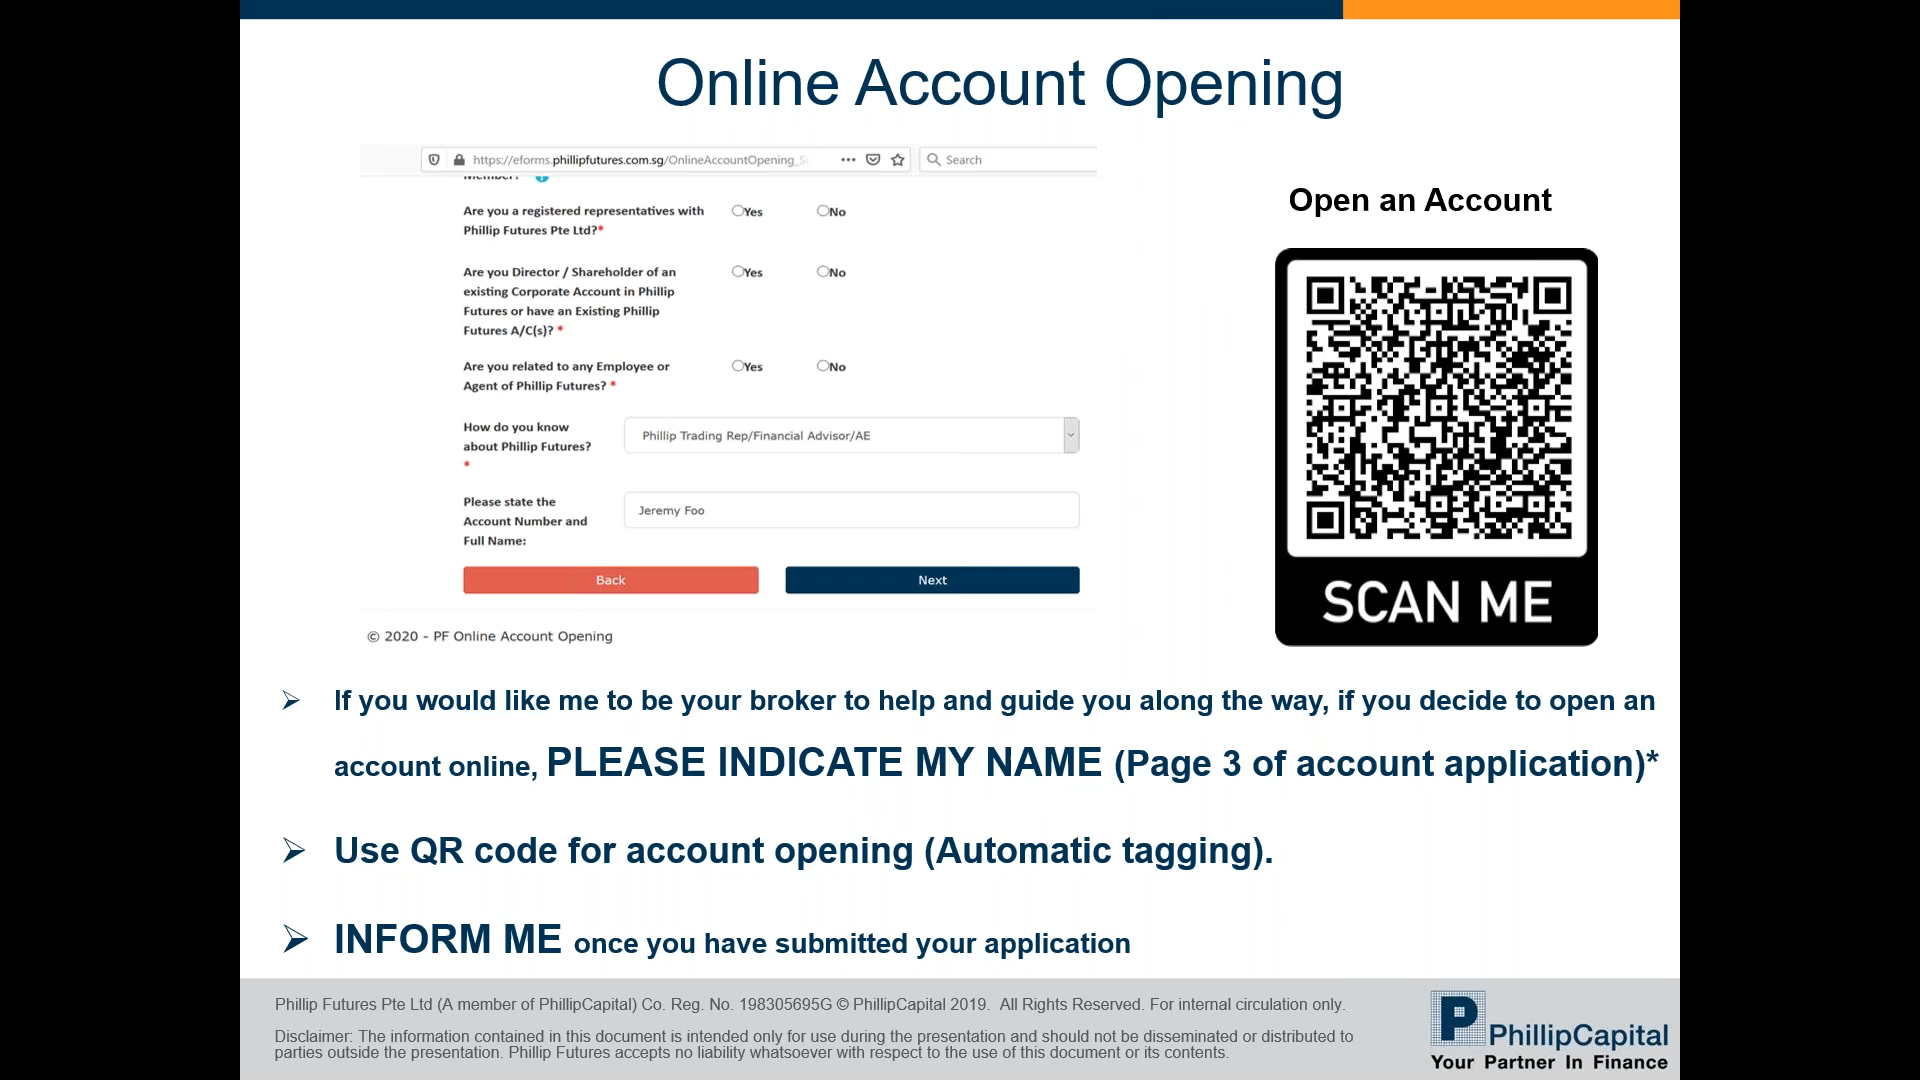 Online Account Opening
https://eforms.phillipfutures.com.sg/OnlineAccountOpening_S
Search
Member?
Are you a registered representatives with
Phillip Futures Pte Ltd?*
Yes
No
Are you Director / Shareholder of an
existing Corporate Account in Phillip
Futures or have an Existing Phillip
Futures A/C(s)? *
Yes
No
Are you related to any Employee or
Agent of Phillip Futures? *
Yes
No
How do you know
about Phillip Futures?
*
Phillip Trading Rep/Financial Advisor/AE
Please state the
Account Number and
Full Name:
Jeremy Foo
Back
Next
© 2020 - PF Online Account Opening
Open an Account
SCAN ME
If you would like me to be your broker to help and guide you along the way, if you decide to open an
account online, PLEASE INDICATE MY NAME (Page 3 of account application)*
Use QR code for account opening (Automatic tagging).
INFORM ME once you have submitted your application
Phillip Futures Pte Ltd (A member of PhillipCapital) Co. Reg. No. 198305695G © PhillipCapital 2019. All Rights Reserved. For internal circulation only.
Disclaimer: The information contained in this document is intended only for use during the presentation and should not be disseminated or distributed to
parties outside the presentation. Phillip Futures accepts no liability whatsoever with respect to the use of this document or its contents.
P
PhillipCapital
Your Partner In Finance